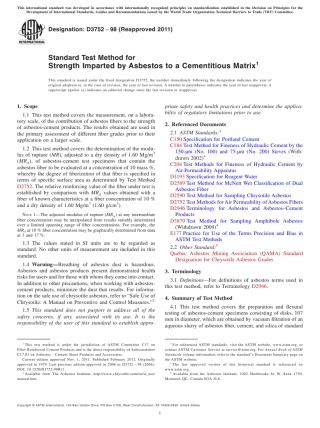 This international standard was developed in accordance with internationally recognized principles on standardization established in the Decision on Principles for the
Development of International Standards, Guides and Recommendations issued by the World Trade Organization Technical Barriers to Trade (TBT) Committee.
Designation: D3752 − 98 (Reapproved 2011)
Standard Test Method for
Strength Imparted by Asbestos to a Cementitious Matrix1
This standard is issued under the fixed designation D3752; the number immediately following the designation indicates the year of
original adoption or, in the case of revision, the year of last revision. A number in parentheses indicates the year of last reapproval. A
superscript epsilon (ε) indicates an editorial change since the last revision or reapproval.
1. Scope
1.1 This test method covers the measurement, on a labora-
tory scale, of the contribution of asbestos fibers to the strength
of asbestos-cement products. The results obtained are used in
the primary assessment of different fiber grades prior to their
application on a larger scale.
1.2 This test method covers the determination of the modu-
lus of rupture (MR), adjusted to a dry density of 1.60 Mg/m3
(MRa), of asbestos-cement test specimens that contain the
asbestos fiber to be evaluated at a concentration of 10 mass %,
whereby the degree of fiberization of that fiber is specified in
terms of specific surface area as determined by Test Method
D2752. The relative reinforcing value of the fiber under test is
established by comparison with MRa values obtained with a
fiber of known characteristics at a fiber concentration of 10 %
and a dry density of 1.60 Mg/m3 (1.60 g/cm3).
NOTE 1—The adjusted modulus of rupture (MRa) at any intermediate
fiber concentration may be interpolated from results suitably determined
over a limited spanning range of fiber concentrations. For example, the
MRa at 10 % fiber concentration may be graphically determined from data
at 5 and 15 %.
1.3 The values stated in SI units are to be regarded as
standard. No other units of measurement are included in this
standard.
1.4 Warning—Breathing of asbestos dust is hazardous.
Asbestos and asbestos products present demonstrated health
risks for users and for those with whom they come into contact.
In addition to other precautions, when working with asbestos-
cement products, minimize the dust that results. For informa-
tion on the safe use of chrysotile asbestos, refer to "Safe Use of
Chrysotile: A Manual on Preventive and Control Measures."2
1.5 This standard does not purport to address all of the
safety concerns, if any, associated with its use. It is the
responsibility of the user of this standard to establish appro-
priate safety and health practices and determine the applica-
bility of regulatory limitations prior to use.
2. Referenced Documents
2.1 ASTM Standards:3
C150 Specification for Portland Cement
C184 Test Method for Fineness of Hydraulic Cement by the
150-µm (No. 100) and 75-µm (No. 200) Sieves (With-
drawn 2002)4
C204 Test Methods for Fineness of Hydraulic Cement by
Air-Permeability Apparatus
D1193 Specification for Reagent Water
D2589 Test Method for McNett Wet Classification of Dual
Asbestos Fiber
D2590 Test Method for Sampling Chrysotile Asbestos
D2752 Test Methods for Air Permeability of Asbestos Fibers
D2946 Terminology for Asbestos and Asbestos–Cement
Products
D3879 Test Method for Sampling Amphibole Asbestos
(Withdrawn 2009)4
E177 Practice for Use of the Terms Precision and Bias in
ASTM Test Methods
2.2 Other Standard:5
Quebec Asbestos Mining Association (QAMA) Standard
Designation for Chrysotile Asbestos Grades
3. Terminology
3.1 Definitions—For definitions of asbestos terms used in
this test method, refer to Terminology D2946.
4. Summary of Test Method
4.1 This test method covers the preparation and flexural
testing of asbestos-cement specimens consisting of disks, 107
mm in diameter, which are obtained by vacuum filtration of an
aqueous slurry of asbestos fiber, cement, and silica of standard
1 This test method is under the jurisdiction of ASTM Committee C17 on
Fiber-Reinforced Cement Products and is the direct responsibility of Subcommittee
C17.03 on Asbestos - Cement Sheet Products and Accessories.
Current edition approved Nov. 1, 2011. Published February 2012. Originally
approved in 1979. Last previous edition approved in 2006 as D3752 – 98 (2006).
DOI: 10.1520/D3752-98R11.
2 Available from The Asbestos Institute,
3 For referenced ASTM standards, visit the ASTM website, www.astm.org, or
contact ASTM Customer Service at service@astm.org. For Annual Book of ASTM
Standards volume information, refer to the standard's Document Summary page on
the ASTM website.
4 The last approved version of this historical standard is referenced on
www.astm.org.
5 Available from the Asbestos Institute, 1002 Sherbrooke St. W, Suite 1750,
Montreal, QC, Canada H3A 3L6.
Copyright © ASTM International, 100 Barr Harbor Drive, PO Box C700, West Conshohocken, PA 19428-2959. United States
1